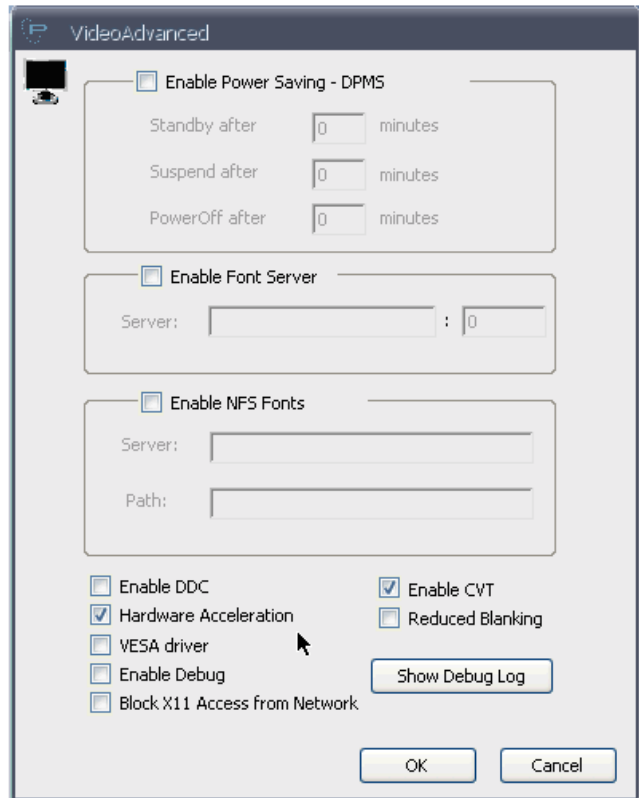 VideoAdvanced
Enable Power Saving - DPMS
Standby after 0 minutes
Suspend after 0 minutes
PowerOff after 0 minutes
Enable Font Server
Server: : 0
Enable NFS Fonts
Server:
Path:
Enable DDC
Enable CVT
Hardware Acceleration
Reduced Blanking
VESA driver
Enable Debug
Show Debug Log
Block X11 Access from Network
OK
Cancel